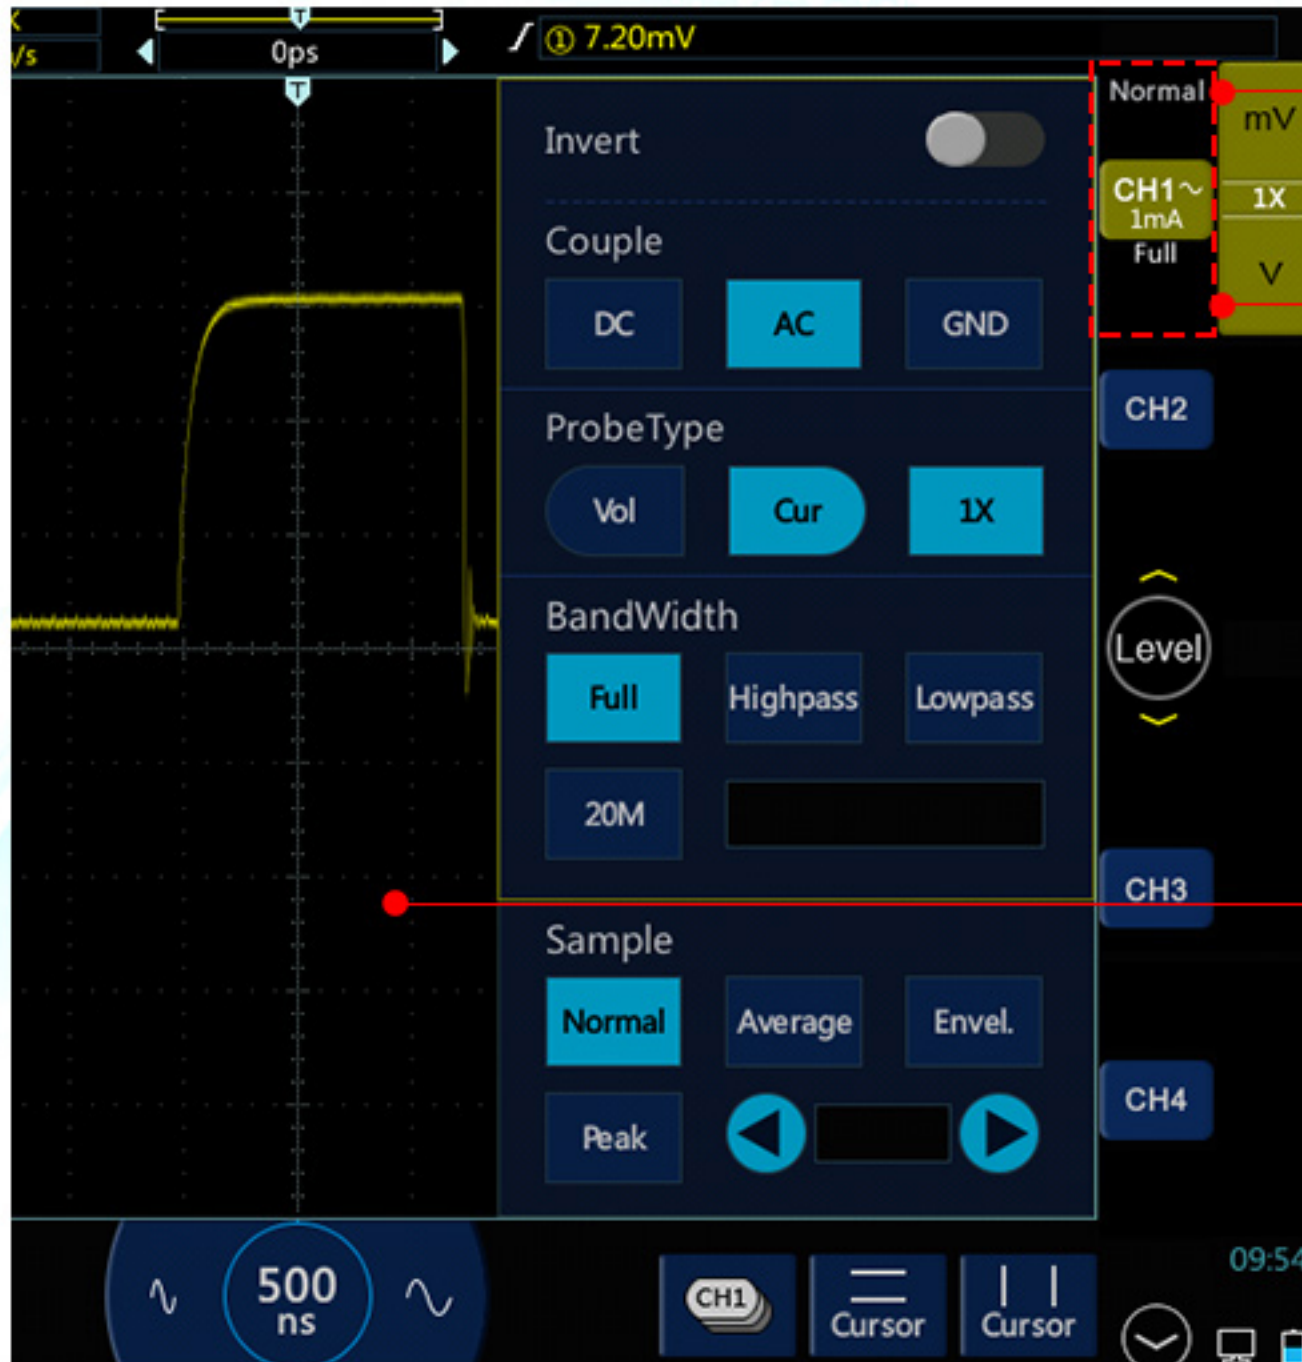 /s
0ps
T
T
① 7.20mV
Invert
Couple
DC
AC
GND
ProbeType
Vol
Cur
1X
BandWidth
Full
Highpass
Lowpass
20M
Sample
Normal
Average
Envel.
Peak
Normal
CH1~
1mA
Full
mV
1X
V
CH2
Level
CH3
CH4
500
ns
CH1
Cursor
Cursor
09:54